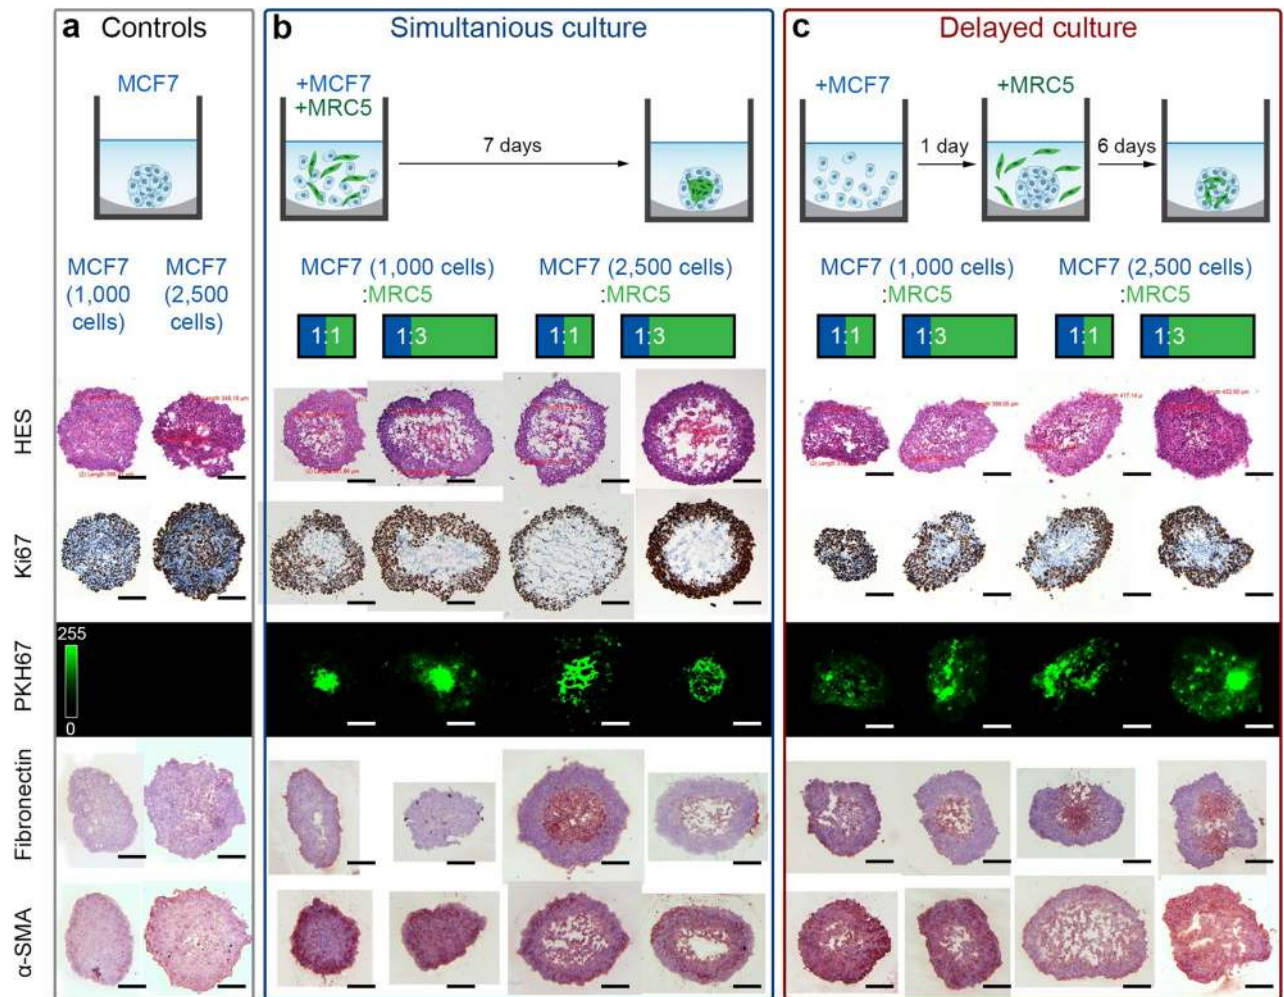 a Controls
MCF7
MCF7
(1,000
cells)
MCF7
(2,500
cells)
b Simultanious culture
+MCF7
+MRC5
7 days
MCF7 (1,000 cells)
:MRC5
MCF7 (2,500 cells)
:MRC5
1:1
1:3
1:1
1:3
c Delayed culture
+MCF7
+MRC5
1 day
6 days
MCF7 (1,000 cells)
:MRC5
MCF7 (2,500 cells)
:MRC5
1:1
1:3
1:1
1:3
HES
Ki67
PKH67
255
0
Fibronectin
α-SMA